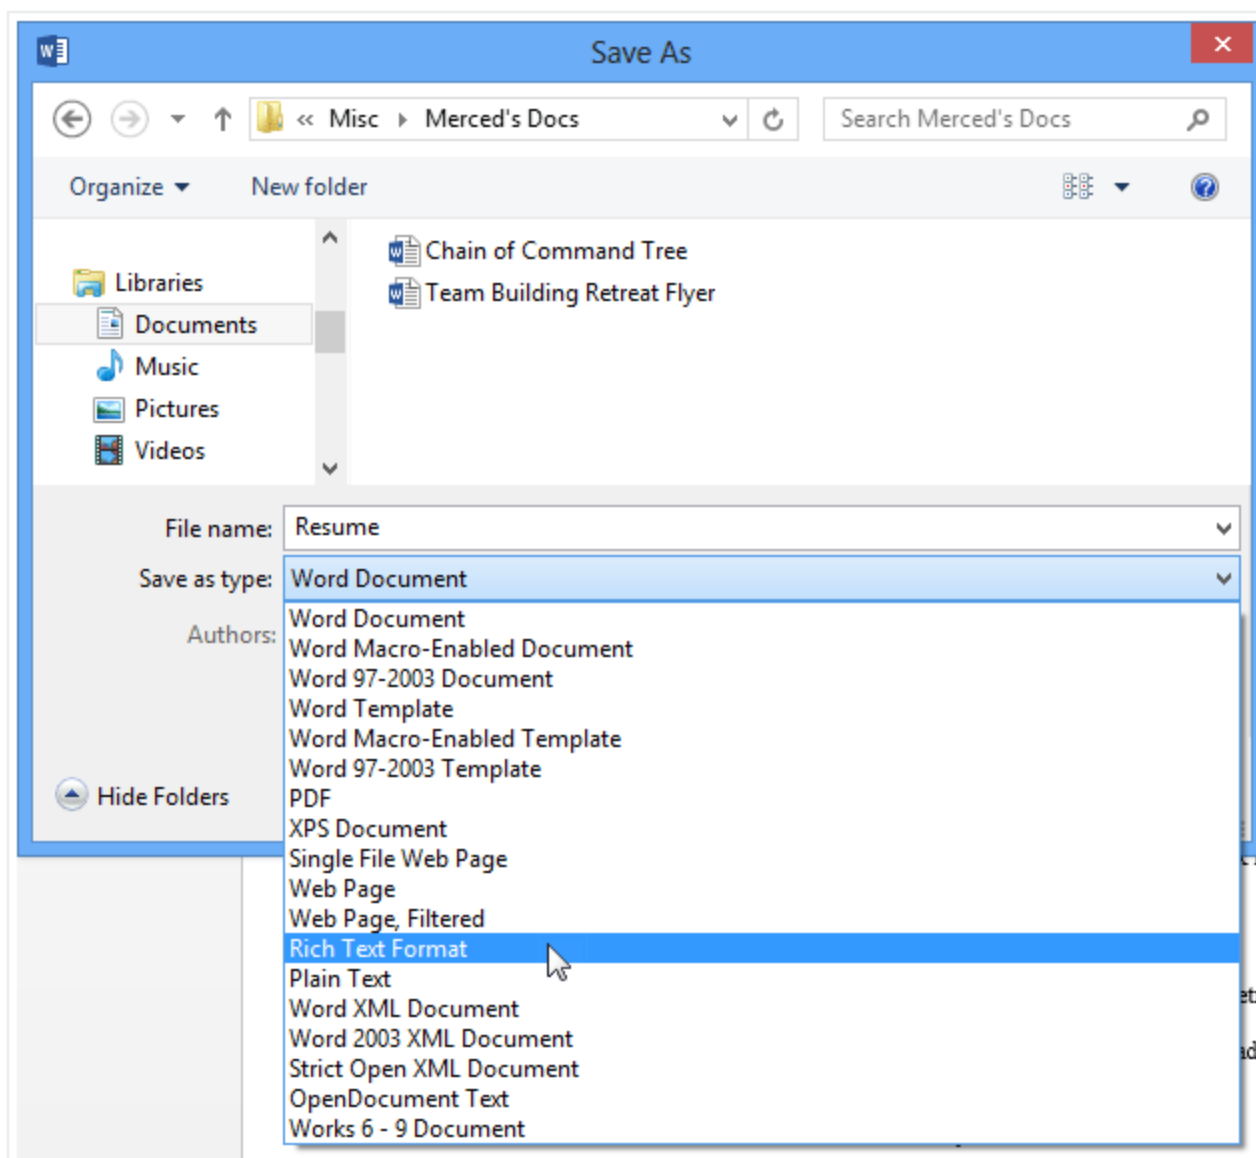 Save As
« Misc Merced's Docs
Search Merced's Docs
Organize
New folder
Libraries
Documents
Music
Pictures
Videos
Chain of Command Tree
Team Building Retreat Flyer
File name: Resume
Save as type: Word Document
Authors:
Word Document
Word Macro-Enabled Document
Word 97-2003 Document
Word Template
Word Macro-Enabled Template
Word 97-2003 Template
PDF
XPS Document
Single File Web Page
Web Page
Web Page, Filtered
Rich Text Format
Plain Text
Word XML Document
Word 2003 XML Document
Strict Open XML Document
OpenDocument Text
Works 6 - 9 Document
Hide Folders